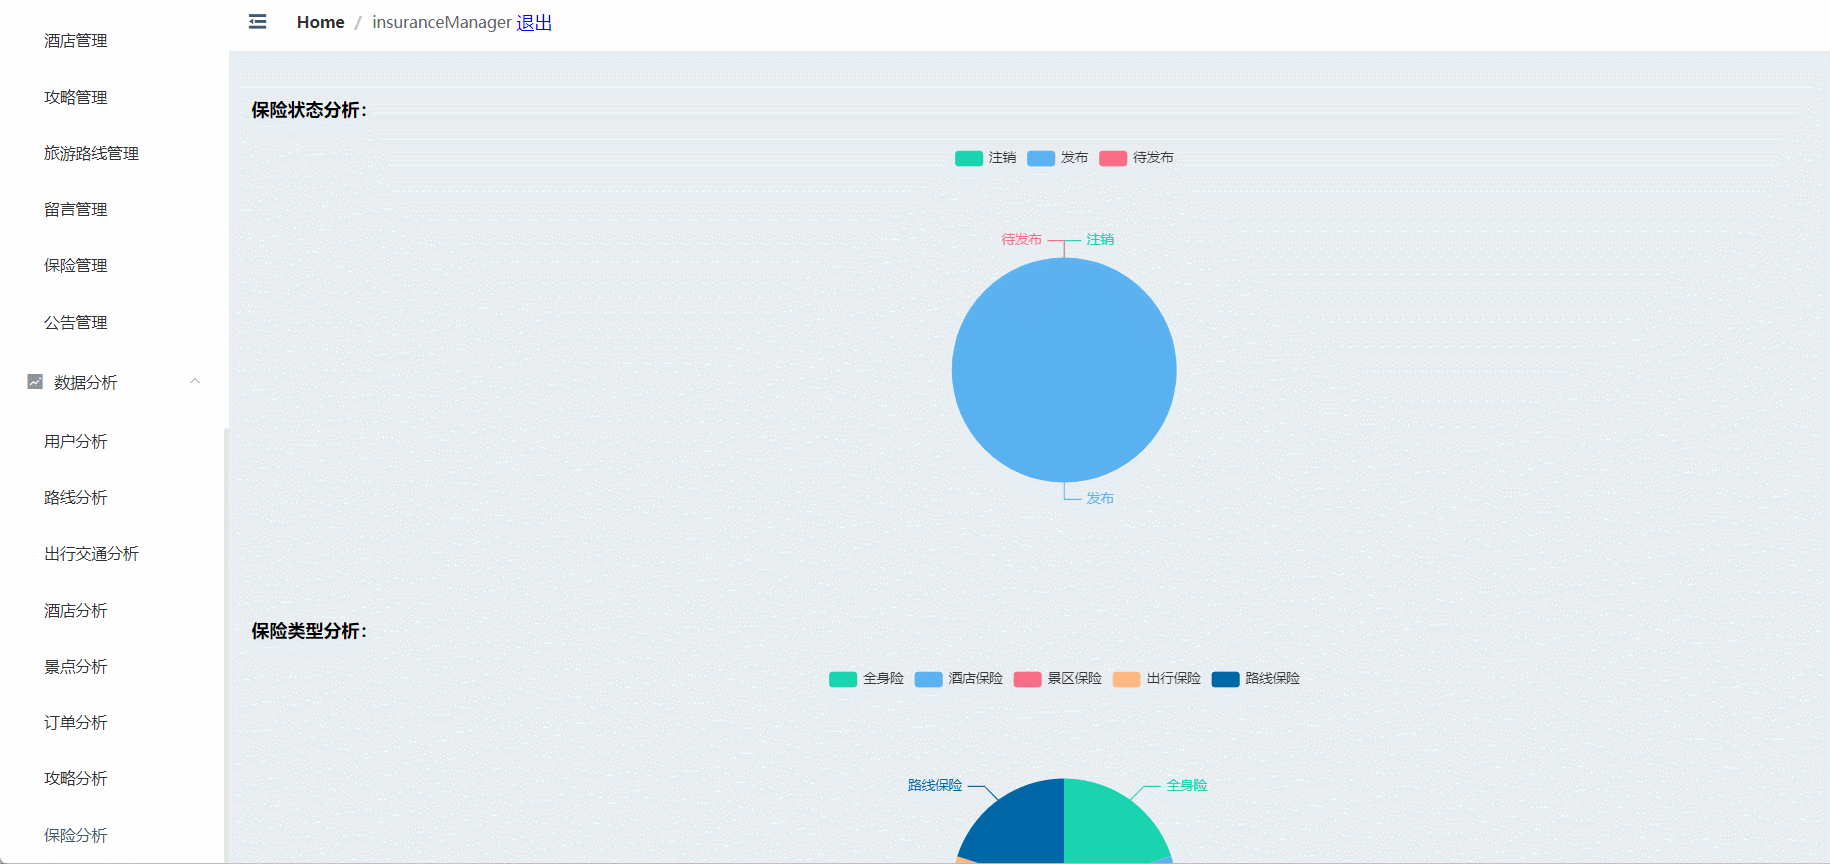 酒店管理
攻略管理
旅游路线管理
留言管理
保险管理
公告管理
数据分析
用户分析
路线分析
出行交通分析
酒店分析
景点分析
订单分析
攻略分析
保险分析
Home / insuranceManager 退出
保险状态分析：
注销 发布 待发布
待发布 注销
发布
保险类型分析：
全身险 酒店保险 景区保险 出行保险 路线保险
路线保险 全身险